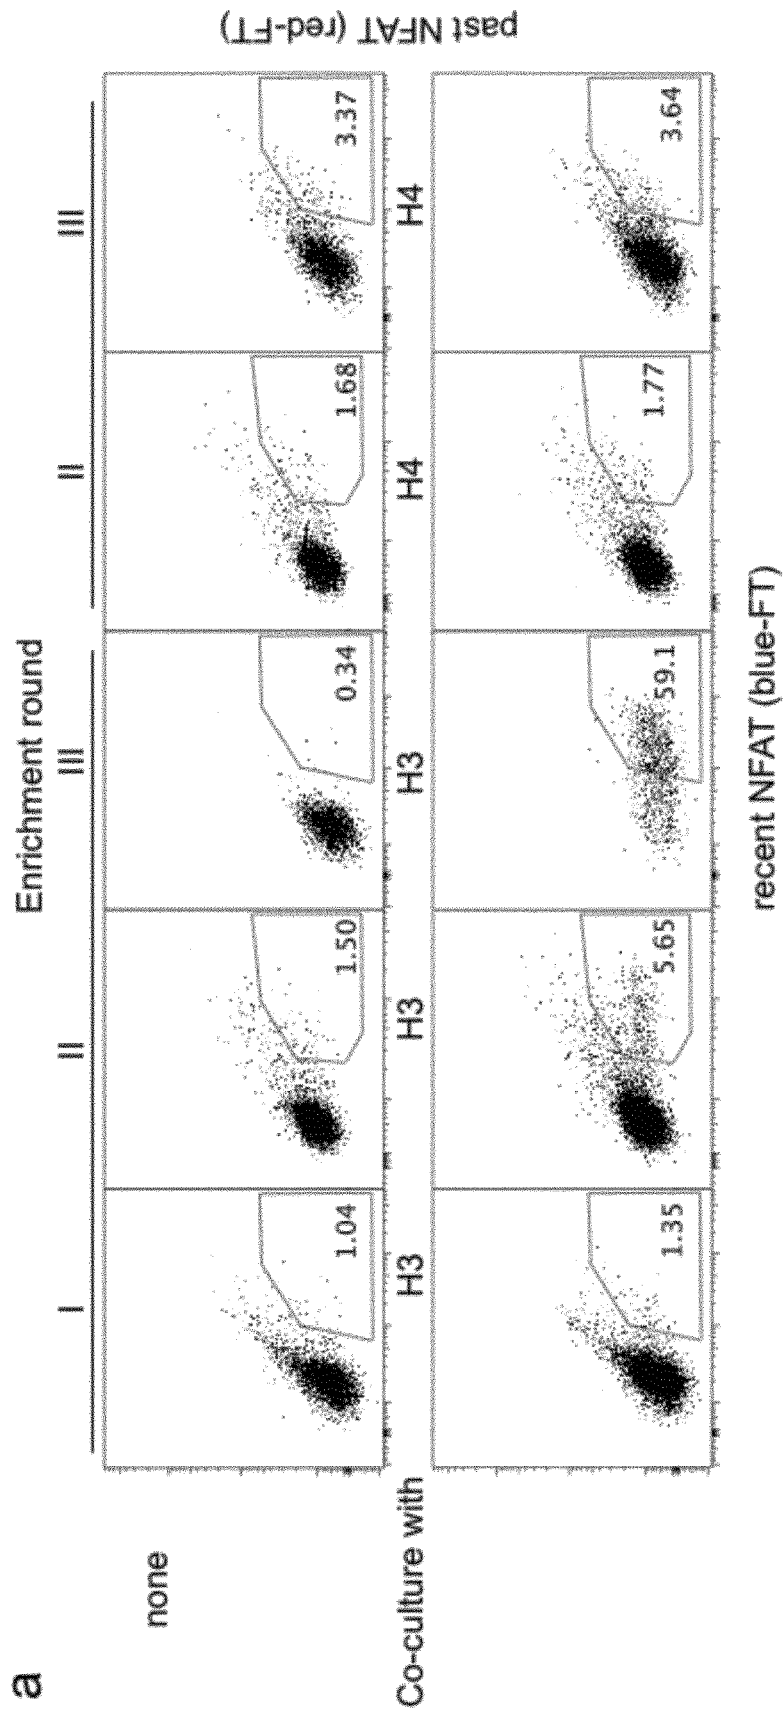 a
Enrichment round
I
II
III
II
III
none
1.04
1.50
0.34
1.68
3.37
Co-culture with
H3
H3
H3
H4
H4
1.35
5.65
59.1
1.77
3.64
recent NFAT (blue-FT)
past NFAT (red-FT)